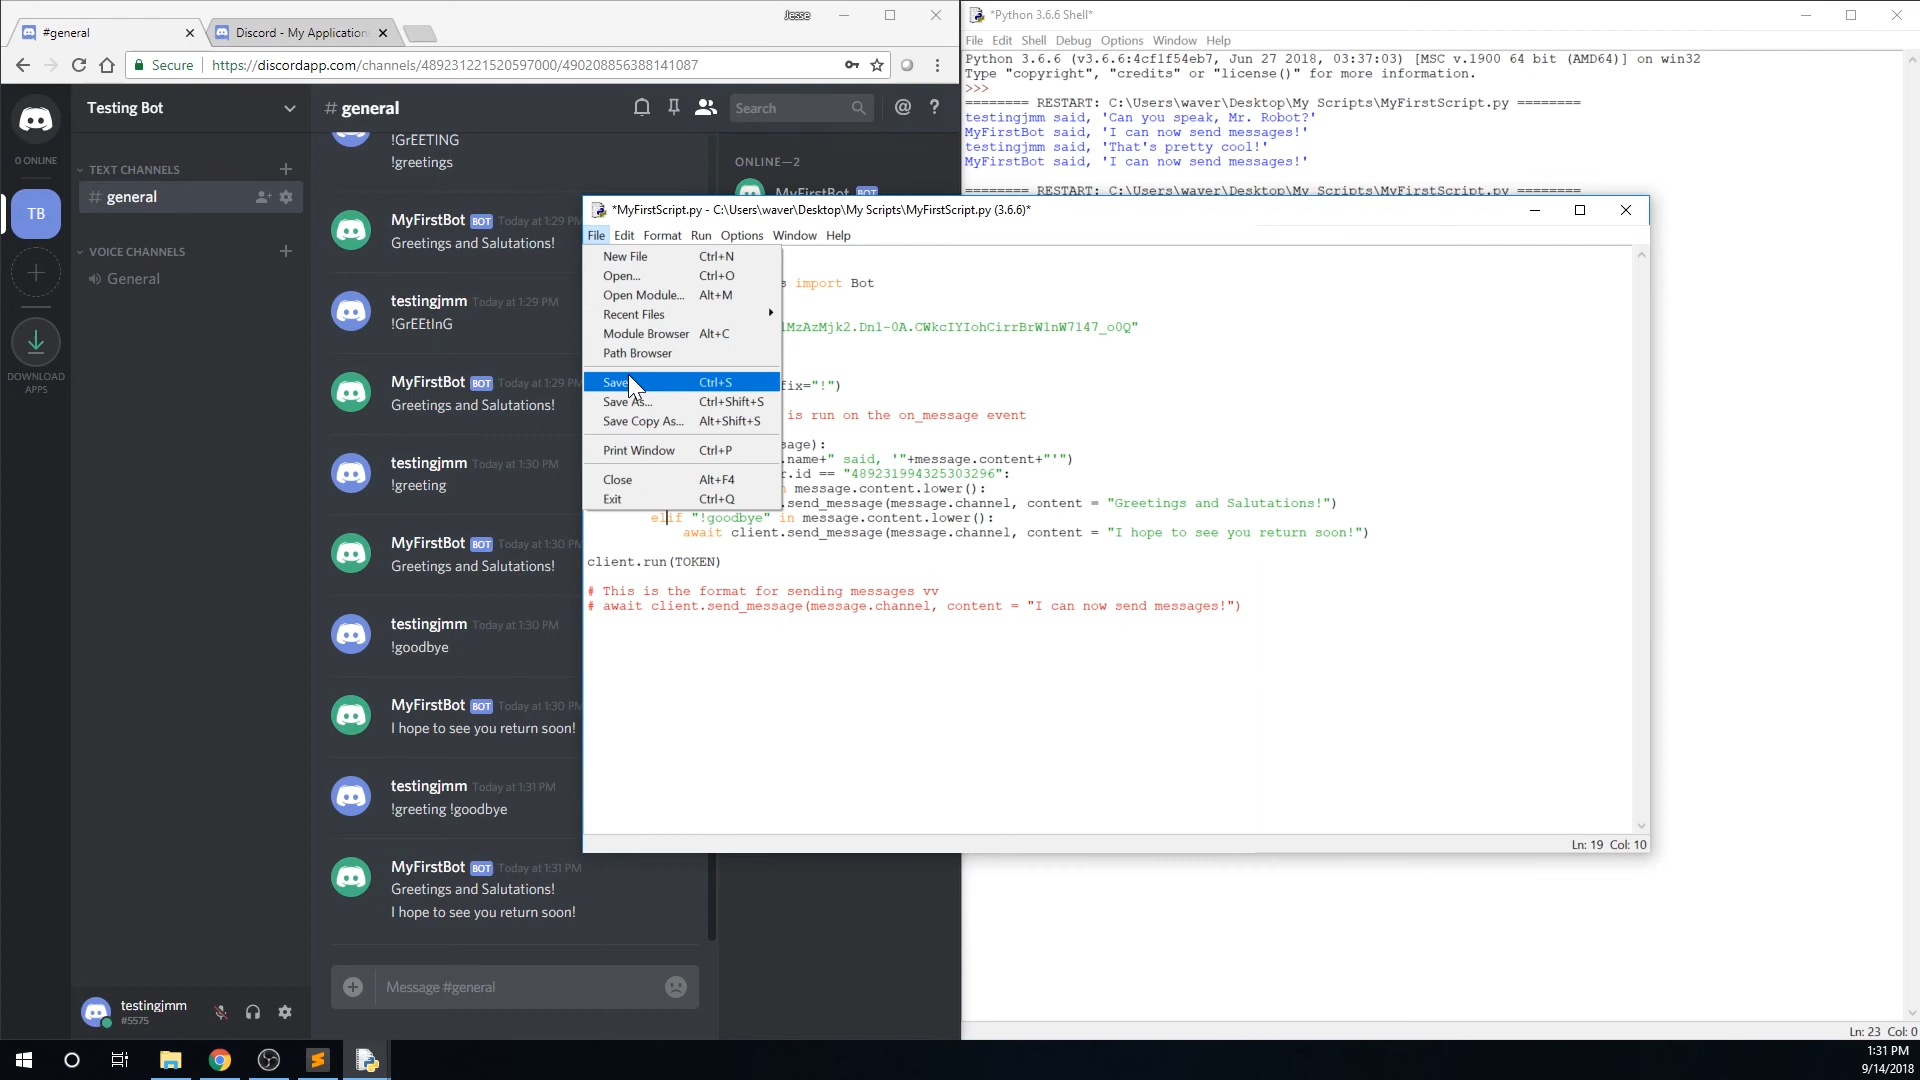 #general
Discord - My Application
Jesse
Secure
https://discordapp.com/channels/489231221520597000/490208856388141087
0 ONLINE
TB
DOWNLOAD
APPS
Testing Bot
TEXT CHANNELS
# general
VOICE CHANNELS
General
testingjmm
#5575
# general
Search
@
?
!GrEETING
!greetings
MyFirstBot BOT Today at 1:29 PM
Greetings and Salutations!
testingjmm Today at 1:29 PM
!GrEEtInG
MyFirstBot BOT Today at 1:29 PM
Greetings and Salutations!
testingjmm Today at 1:30 PM
!greeting
MyFirstBot BOT Today at 1:30 PM
Greetings and Salutations!
testingjmm Today at 1:30 PM
!goodbye
MyFirstBot BOT Today at 1:30 PM
I hope to see you return soon!
testingjmm Today at 1:31 PM
!greeting !goodbye
MyFirstBot BOT Today at 1:31 PM
Greetings and Salutations!
I hope to see you return soon!
Message #general
ONLINE—2
MyFirstBot BOT
*Python 3.6.6 Shell*
File Edit Shell Debug Options Window Help
Python 3.6.6 (v3.6.6:4cf1f54eb7, Jun 27 2018, 03:37:03) [MSC v.1900 64 bit (AMD64)] on win32
Type "copyright", "credits" or "license()" for more information.
>>>
======== RESTART: C:\Users\waver\Desktop\My Scripts\MyFirstScript.py ========
testingjmm said, 'Can you speak, Mr. Robot?'
MyFirstBot said, 'I can now send messages!'
testingjmm said, 'That's pretty cool!'
MyFirstBot said, 'I can now send messages!'
======== RESTART: C:\Users\waver\Desktop\My Scripts\MyFirstScript.py ========
*MyFirstScript.py - C:\Users\waver\Desktop\My Scripts\MyFirstScript.py (3.6.6)*
File Edit Format Run Options Window Help
New File Ctrl+N
Open... Ctrl+O
Open Module... Alt+M
Recent Files
Module Browser Alt+C
Path Browser
Save Ctrl+S
Save As... Ctrl+Shift+S
Save Copy As... Alt+Shift+S
Print Window Ctrl+P
Close Alt+F4
Exit Ctrl+Q
s import Bot
MzAzMjk2.Dn1-0A.CWkcIYIohCirrBrWlnW7147_o0Q"
fix="!")
is run on the on_message event
sage):
.name+" said, '"+message.content+"'")
r.id == "489231994325303296":
n message.content.lower():
.send_message(message.channel, content = "Greetings and Salutations!")
elif "!goodbye" in message.content.lower():
await client.send_message(message.channel, content = "I hope to see you return soon!")
client.run(TOKEN)
# This is the format for sending messages vv
# await client.send_message(message.channel, content = "I can now send messages!")
Ln: 19 Col: 10
Ln: 23 Col: 0
1:31 PM
9/14/2018